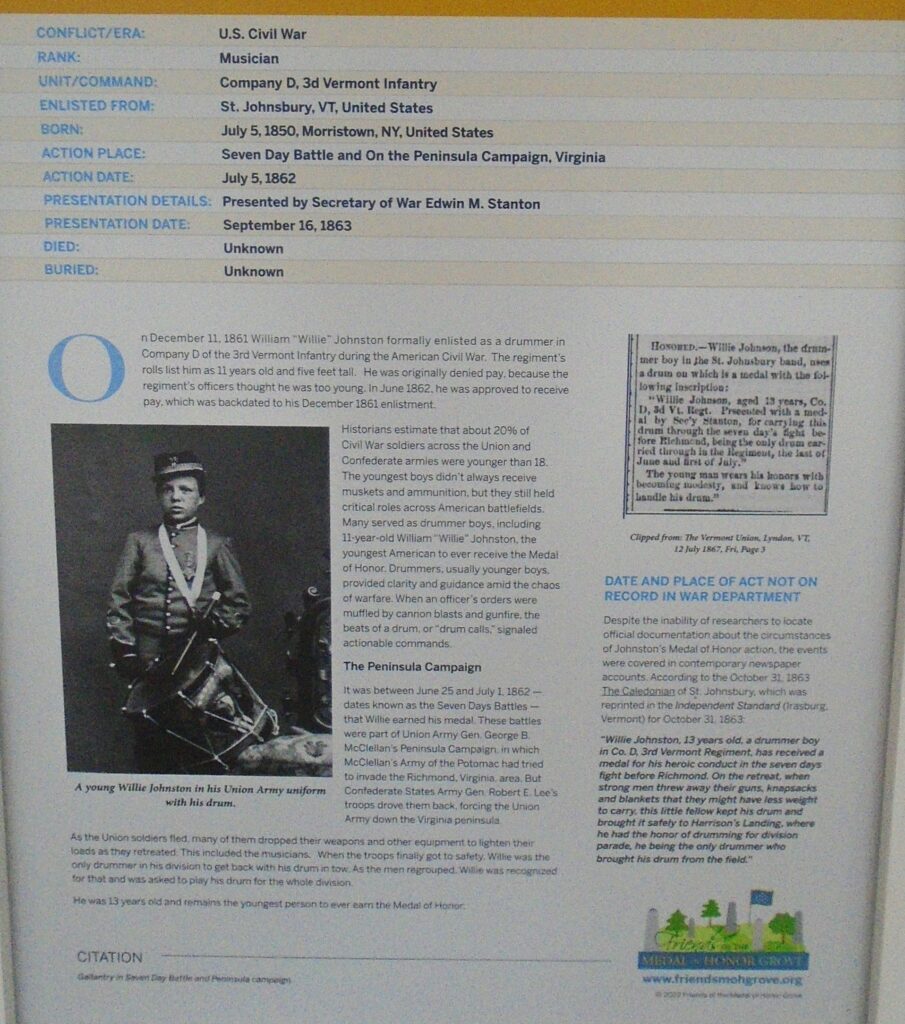 CONFLICT/ERA: U.S. Civil War
RANK: Musician
UNIT/COMMAND: Company D, 3d Vermont Infantry
ENLISTED FROM: St. Johnsbury, VT, United States
BORN: July 5, 1850, Morristown, NY, United States
ACTION PLACE: Seven Day Battle and On the Peninsula Campaign, Virginia
ACTION DATE: July 5, 1862
PRESENTATION DETAILS: Presented by Secretary of War Edwin M. Stanton
PRESENTATION DATE: September 16, 1863
DIED: Unknown
BURIED: Unknown
On December 11, 1861 William "Willie" Johnston formally enlisted as a drummer in
Company D of the 3rd Vermont Infantry during the American Civil War. The regiment's
rolls list him as 11 years old and five feet tall. He was originally denied pay, because the
regiment's officers thought he was too young. In June 1862, he was approved to receive
pay, which was backdated to his December 1861 enlistment.
Historians estimate that about 20% of
Civil War soldiers across the Union and
Confederate armies were younger than 18.
The youngest boys didn't always receive
muskets and ammunition, but they still held
critical roles across American battlefields.
Many served as drummer boys, including
11-year-old William "Willie" Johnston, the
youngest American to ever receive the Medal
of Honor. Drummers, usually younger boys,
provided clarity and guidance amid the chaos
of warfare. When an officer's orders were
muffled by cannon blasts and gunfire, the
beats of a drum, or "drum calls," signaled
actionable commands.
The Peninsula Campaign
It was between June 25 and July 1, 1862 —
dates known as the Seven Days Battles —
that Willie earned his medal. These battles
were part of Union Army Gen. George B.
McClellan's Peninsula Campaign, in which
McClellan's Army of the Potomac had tried
to invade the Richmond, Virginia, area. But
Confederate States Army Gen. Robert E. Lee's
troops drove them back, forcing the Union
Army down the Virginia peninsula.
A young Willie Johnston in his Union Army uniform
with his drum.
As the Union soldiers fled, many of them dropped their weapons and other equipment to lighten their
loads as they retreated. This included the musicians. When the troops finally got to safety, Willie was the
only drummer in his division to get back with his drum in tow. As the men regrouped, Willie was recognized
for that and was asked to play his drum for the whole division.
He was 13 years old and remains the youngest person to ever earn the Medal of Honor.
CITATION
Gallantry in Seven Day Battle and Peninsula campaign.
HONORED.—Willie Johnson, the drum-
mer boy in the St. Johnsbury band, uses
a drum on which is a medal with the fol-
lowing inscription:
"Willie Johnson, aged 13 years, Co.
D, 3d Vt. Regt. Presented with a med-
al by Sec'y Stanton, for carrying this
drum through the seven day's fight be-
fore Richmond, being the only drum car-
ried through in the Regiment, the last of
June and first of July."
The young man wears his honors with
becoming modesty, and knows how to
handle his drum."
Clipped from: The Vermont Union, Lyndon, VT,
12 July 1867, Fri, Page 3
DATE AND PLACE OF ACT NOT ON
RECORD IN WAR DEPARTMENT
Despite the inability of researchers to locate
official documentation about the circumstances
of Johnston's Medal of Honor action, the events
were covered in contemporary newspaper
accounts. According to the October 31, 1863
The Caledonian of St. Johnsbury, which was
reprinted in the Independent Standard (Irasburg,
Vermont) for October 31, 1863:
"Willie Johnston, 13 years old, a drummer boy
in Co. D, 3rd Vermont Regiment, has received a
medal for his heroic conduct in the seven days
fight before Richmond. On the retreat, when
strong men threw away their guns, knapsacks
and blankets that they might have less weight
to carry, this little fellow kept his drum and
brought it safely to Harrison's Landing, where
he had the honor of drumming for division
parade, he being the only drummer who
brought his drum from the field."
Friends OF THE
MEDAL of HONOR GROVE
www.friendsmohgrove.org
Friends of the Medal of Honor Grove